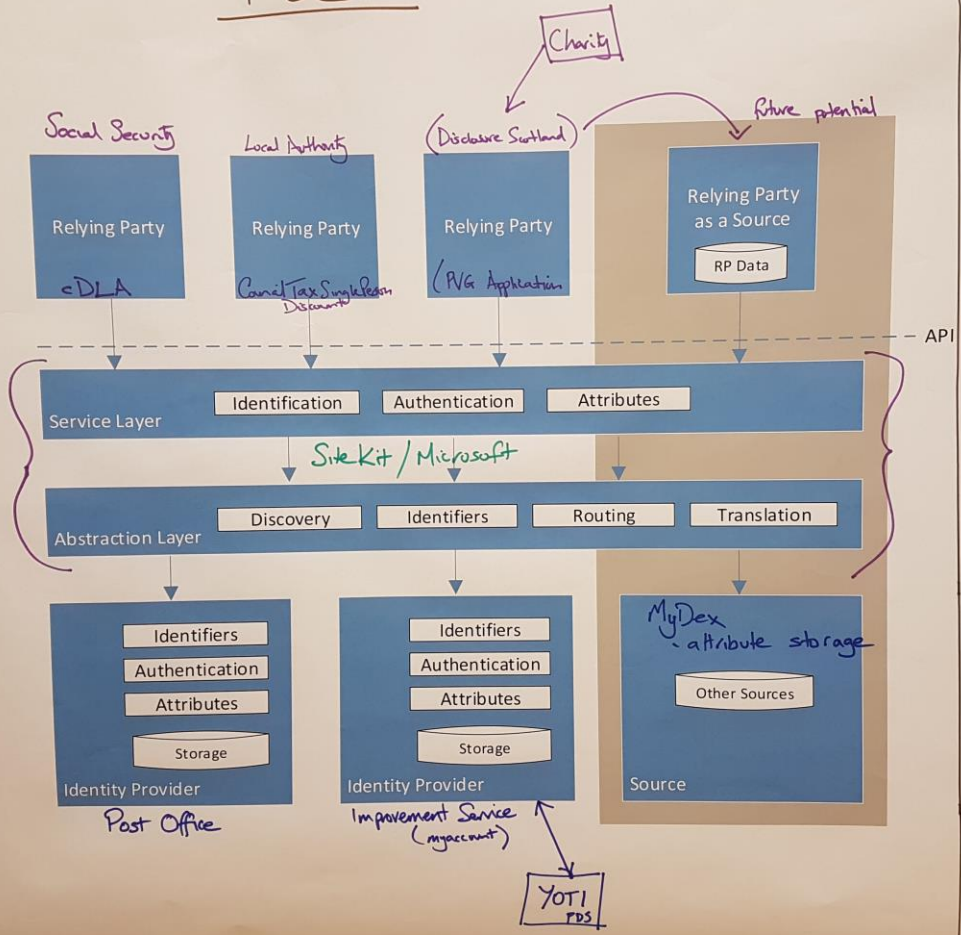 Charity
future potential
Social Security
Local Authority
(Disclosure Scotland)
Relying Party
Relying Party
Relying Party
Relying Party
as a Source
RP Data
cDLA
Council Tax Single Person
Discount
(PVG Application
API
Identification
Authentication
Attributes
Service Layer
SiteKit / Microsoft
Discovery
Identifiers
Routing
Translation
Abstraction Layer
Identifiers
Authentication
Attributes
Storage
Identity Provider
Post Office
Identifiers
Authentication
Attributes
Storage
Identity Provider
Improvement Service
(myaccount)
YOTI
PDS
MyDex
- attribute storage
Other Sources
Source